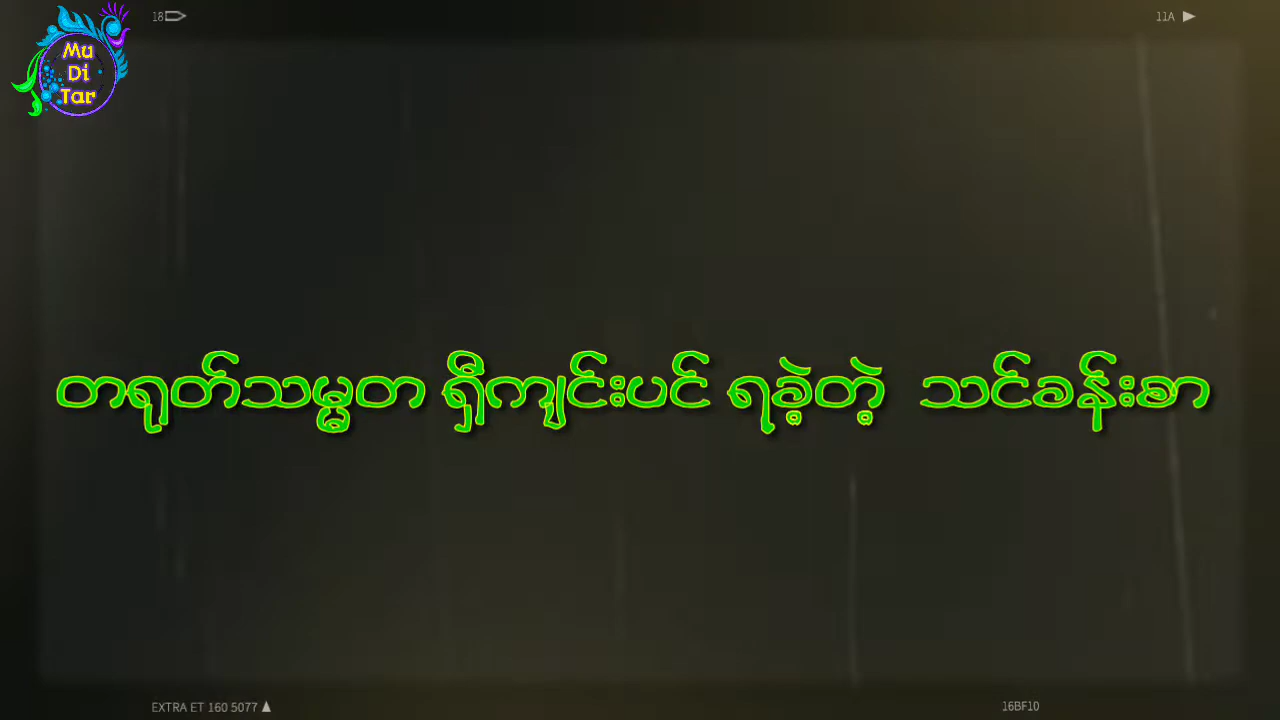 18
11A
Mu
Di
Tar
တရုတ်သမ္မတ ရှီကျင်းပင် ရခဲ့တဲ့ သင်ခန်းစာ
EXTRA ET 160 5077
16BF10